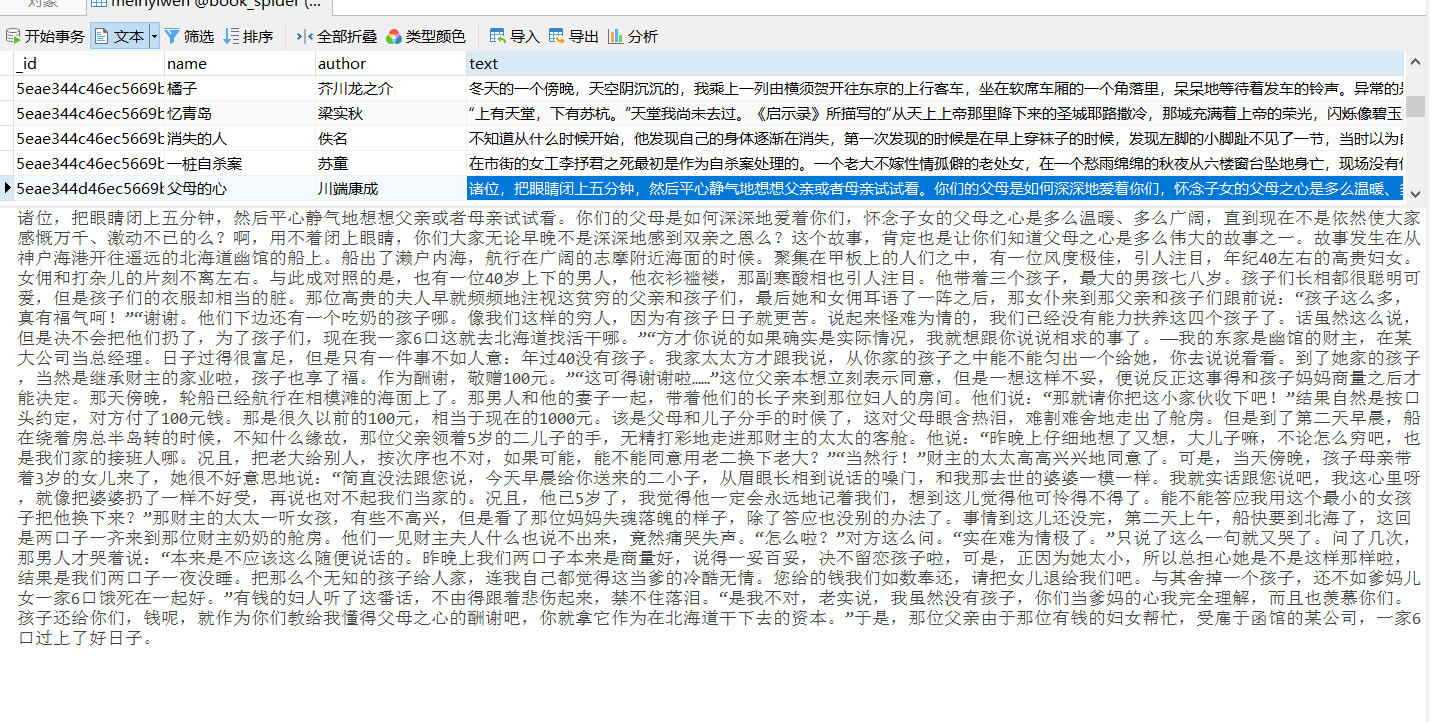 对象
meiriyiwen @book_spider (...
开始事务 文本 筛选 排序 全部折叠 类型颜色 导入 导出 分析
_id name author text
5eae344c46ec5669b 橘子 芥川龙之介 冬天的一个傍晚，天空阴沉沉的，我乘上一列由横须贺开往东京的上行客车，坐在软席车厢的一个角落里，呆呆地等待着发车的铃声。异常的是
5eae344c46ec5669b 忆青岛 梁实秋 “上有天堂，下有苏杭。”天堂我尚未去过。《启示录》所描写的“从天上上帝那里降下来的圣城耶路撒冷，那城充满着上帝的荣光，闪烁像碧玉
5eae344c46ec5669b 消失的人 佚名 不知道从什么时候开始，他发现自己的身体逐渐在消失，第一次发现的时候是在早上穿袜子的时候，发现左脚的小脚趾不见了一节，当时以为自
5eae344c46ec5669b 一桩自杀案 苏童 在市街的女工李抒君之死最初是作为自杀案处理的。一个老大不嫁性情孤僻的老处女，在一个愁雨绵绵的秋夜从六楼窗台坠地身亡，现场没有任
5eae344d46ec5669b 父母的心 川端康成 诸位，把眼睛闭上五分钟，然后平心静气地想想父亲或者母亲试试看。你们的父母是如何深深地爱着你们，怀念子女的父母之心是多么温暖、多
诸位，把眼睛闭上五分钟，然后平心静气地想想父亲或者母亲试试看。你们的父母是如何深深地爱着你们，怀念子女的父母之心是多么温暖、多么广阔，直到现在不是依然使大家
感慨万千、激动不已的么？啊，用不着闭上眼睛，你们大家无论早晚不是深深地感到双亲之恩么？这个故事，肯定也是让你们知道父母之心是多么伟大的故事之一。故事发生在从
神户海港开往遥远的北海道幽馆的船上。船出了濑户内海，航行在广阔的志摩附近海面的时候。聚集在甲板上的人们之中，有一位风度极佳，引人注目，年纪40左右的高贵妇女。
女佣和打杂儿的片刻不离左右。与此成对照的是，也有一位40岁上下的男人，他衣衫褴褛，那副寒酸相也引人注目。他带着三个孩子，最大的男孩七八岁。孩子们长相都很聪明可
爱，但是孩子们的衣服却相当的脏。那位高贵的夫人早就频频地注视这贫穷的父亲和孩子们，最后她和女佣耳语了一阵之后，那女仆来到那父亲和孩子们跟前说：“孩子这么多，
真有福气呵！”“谢谢。他们下边还有一个吃奶的孩子哪。像我们这样的穷人，因为有孩子日子就更苦。说起来怪难为情的，我们已经没有能力扶养这四个孩子了。话虽然这么说，
但是决不会把他们扔了，为了孩子们，现在我一家6口这就去北海道找活干哪。”“方才你说的如果确实是实际情况，我就想跟你说说相求的事了。—我的东家是幽馆的财主，在某
大公司当总经理。日子过得很富足，但是只有一件事不如人意：年过40没有孩子。我家太太方才跟我说，从你家的孩子之中能不能匀出一个给她，你去说说看看。到了她家的孩子
，当然是继承财主的家业啦，孩子也享了福。作为酬谢，敬赠100元。”“这可得谢谢啦……”这位父亲本想立刻表示同意，但是一想这样不妥，便说反正这事得和孩子妈妈商量之后才
能决定。那天傍晚，轮船已经航行在相模滩的海面上了。那男人和他的妻子一起，带着他们的长子来到那位妇人的房间。他们说：“那就请你把这小家伙收下吧！”结果自然是按口
头约定，对方付了100元钱。那是很久以前的100元，相当于现在的1000元。该是父母和儿子分手的时候了，这对父母眼含热泪，难割难舍地走出了舱房。但是到了第二天早晨，船
在绕着房总半岛转的时候，不知什么缘故，那位父亲领着5岁的二儿子的手，无精打彩地走进那财主的太太的客舱。他说：“昨晚上仔细地想了又想，大儿子嘛，不论怎么穷吧，也
是我们家的接班人哪。况且，把老大给别人，按次序也不对，如果可能，能不能同意用老二换下老大？”“当然行！”财主的太太高高兴兴地同意了。可是，当天傍晚，孩子母亲带
着3岁的女儿来了，她很不好意思地说：“简直没法跟您说，今天早晨给你送来的二小子，从眉眼长相到说话的嗓门，和我那去世的婆婆一模一样。我就实话跟您说吧，我这心里呀
，就像把婆婆扔了一样不好受，再说也对不起我们当家的。况且，他已5岁了，我觉得他一定会永远地记着我们，想到这儿觉得他可怜得不得了。能不能答应我用这个最小的女孩
子把他换下来？”那财主的太太一听女孩，有些不高兴，但是看了那位妈妈失魂落魄的样子，除了答应也没别的办法了。事情到这儿还没完，第二天上午，船快要到北海了，这回
是两口子一齐来到那位财主奶奶的舱房。他们一见财主夫人什么也说不出来，竟然痛哭失声。“怎么啦？”对方这么问。“实在难为情极了。”只说了这么一句就又哭了。问了几次，
那男人才哭着说：“本来是不应该这么随便说话的。昨晚上我们两口子本来是商量好，说得一妥百妥，决不留恋孩子啦，可是，正因为她太小，所以总担心她是不是这样那样啦，
结果是我们两口子一夜没睡。把那么个无知的孩子给人家，连我自己都觉得这当爹的冷酷无情。您给的钱我们如数奉还，请把女儿退给我们吧。与其舍掉一个孩子，还不如爹妈儿
女一家6口饿死在一起好。”有钱的妇人听了这番话，不由得跟着悲伤起来，禁不住落泪。“是我不对，老实说，我虽然没有孩子，你们当爹妈的心我完全理解，而且也羡慕你们。
孩子还给你们，钱呢，就作为你们教给我懂得父母之心的酬谢吧，你就拿它作为在北海道干下去的资本。”于是，那位父亲由于那位有钱的妇女帮忙，受雇于函馆的某公司，一家6
口过上了好日子。